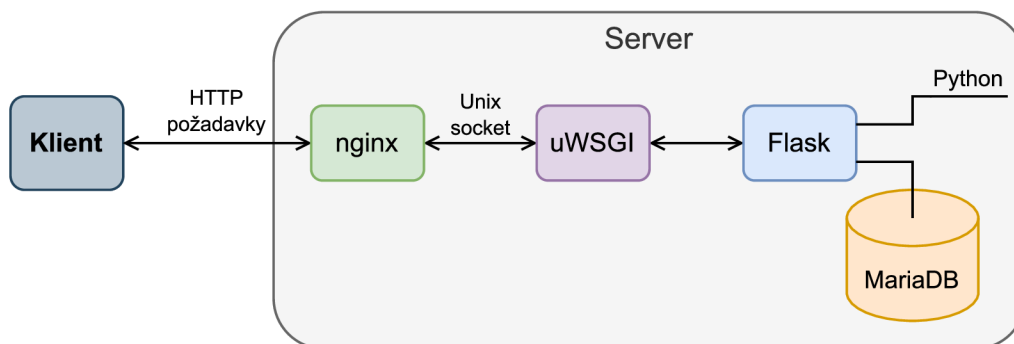 Server
Klient
HTTP
požadavky
nginx
Unix
socket
uWSGI
Flask
Python
MariaDB